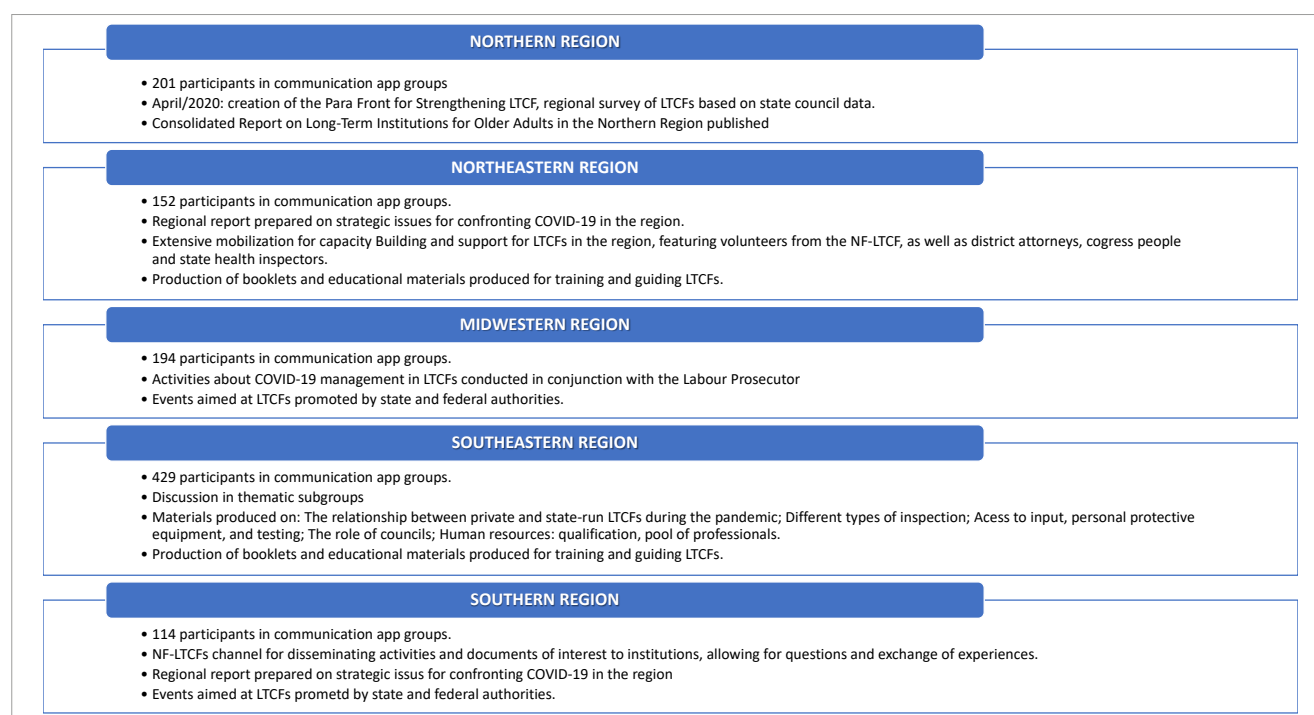 NORTHERN REGION
• 201 participants in communication app groups
• April/2020: creation of the Para Front for Strengthening LTCF, regional survey of LTCFs based on state council data.
• Consolidated Report on Long-Term Institutions for Older Adults in the Northern Region published
NORTHEASTERN REGION
• 152 participants in communication app groups.
• Regional report prepared on strategic issues for confronting COVID-19 in the region.
• Extensive mobilization for capacity Building and support for LTCFs in the region, featuring volunteers from the NF-LTCF, as well as district attorneys, cogress people
and state health inspectors.
• Production of booklets and educational materials produced for training and guiding LTCFs.
MIDWESTERN REGION
• 194 participants in communication app groups.
• Activities about COVID-19 management in LTCFs conducted in conjunction with the Labour Prosecutor
• Events aimed at LTCFs promoted by state and federal authorities.
SOUTHEASTERN REGION
• 429 participants in communication app groups.
• Discussion in thematic subgroups
• Materials produced on: The relationship between private and state-run LTCFs during the pandemic; Different types of inspection; Acess to input, personal protective
equipment, and testing; The role of councils; Human resources: qualification, pool of professionals.
• Production of booklets and educational materials produced for training and guiding LTCFs.
SOUTHERN REGION
• 114 participants in communication app groups.
• NF-LTCFs channel for disseminating activities and documents of interest to institutions, allowing for questions and exchange of experiences.
• Regional report prepared on strategic issus for confronting COVID-19 in the region
• Events aimed at LTCFs prometd by state and federal authorities.